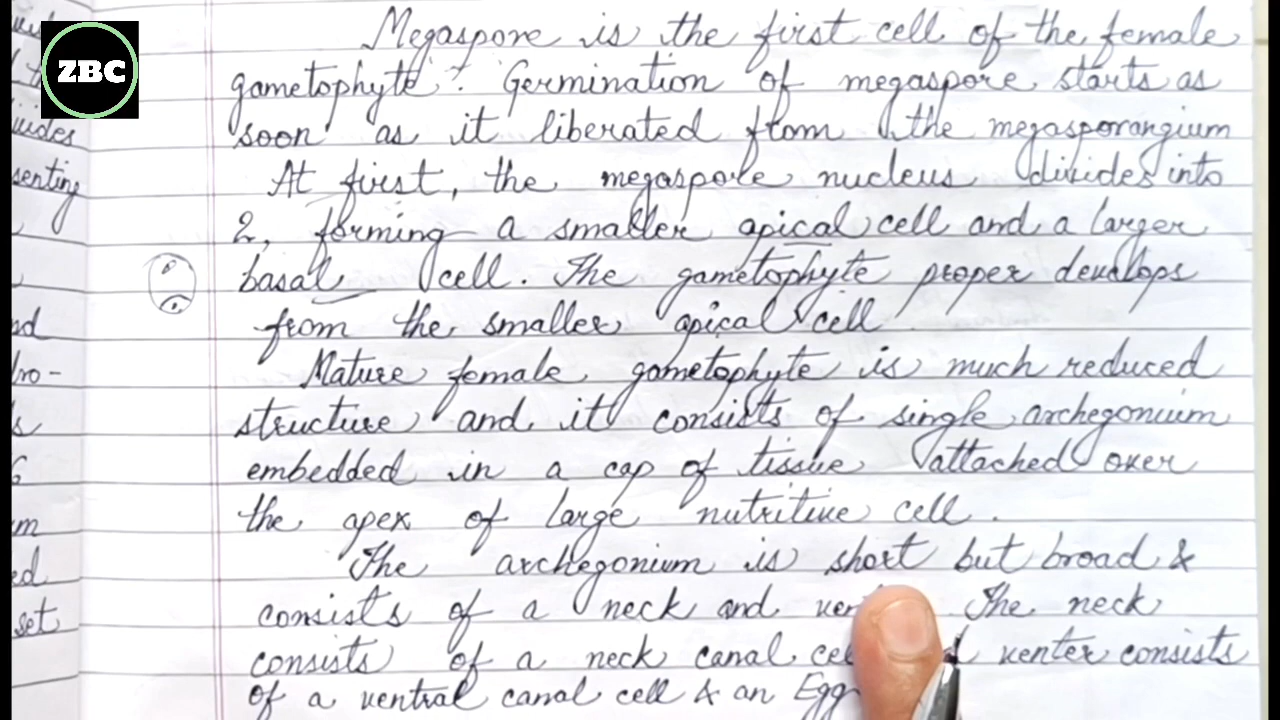 ZBC
Megaspore is the first cell of the female
gametophyte. Germination of megaspore starts as
soon as it liberated from the megasporangium
At first, the megaspore nucleus divides into
2, forming a smaller apical cell and a larger
basal cell. The gametophyte proper develops
from the smaller apical cell
Mature female gametophyte is much reduced
structure and it consists of single archegonium
embedded in a cap of tissue attached over
the apex of large nutritive cell.
The archegonium is short but broad &
consists of a neck and The neck
consists of a neck canal venter consists
of a ventral canal cell & an Egg
vides
senting
set